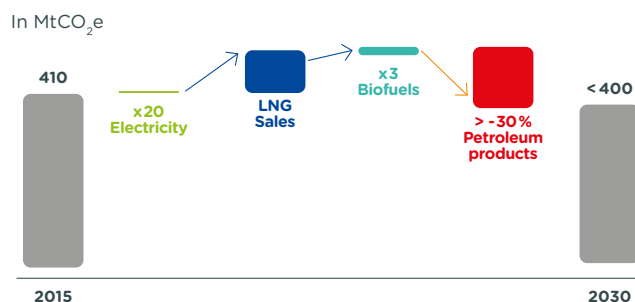 In MtCO₂e
410
x20
Electricity
LNG
Sales
x3
Biofuels
> -30%
Petroleum
products
< 400
2015
2030